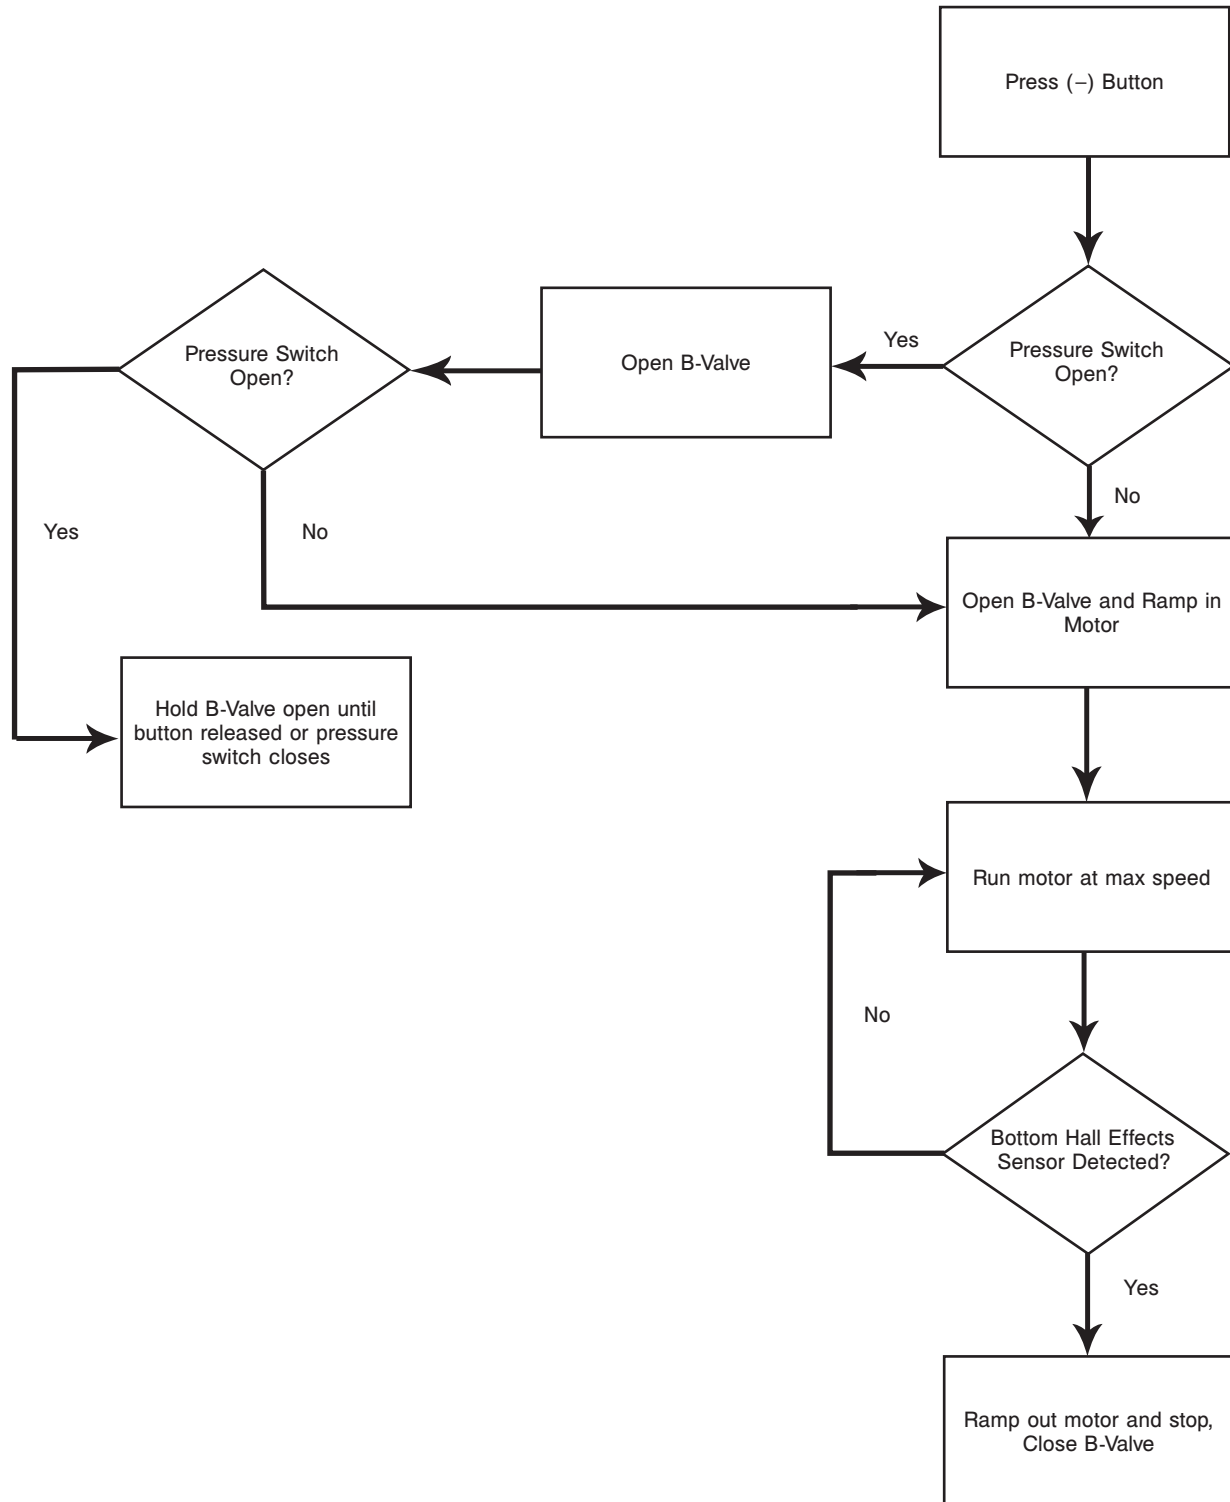 Press (–) Button
Pressure Switch
Open?
Yes
Open B-Valve
Pressure Switch
Open?
No
Yes
No
Open B-Valve and Ramp in
Motor
Hold B-Valve open until
button released or pressure
switch closes
Run motor at max speed
No
Bottom Hall Effects
Sensor Detected?
Yes
Ramp out motor and stop,
Close B-Valve